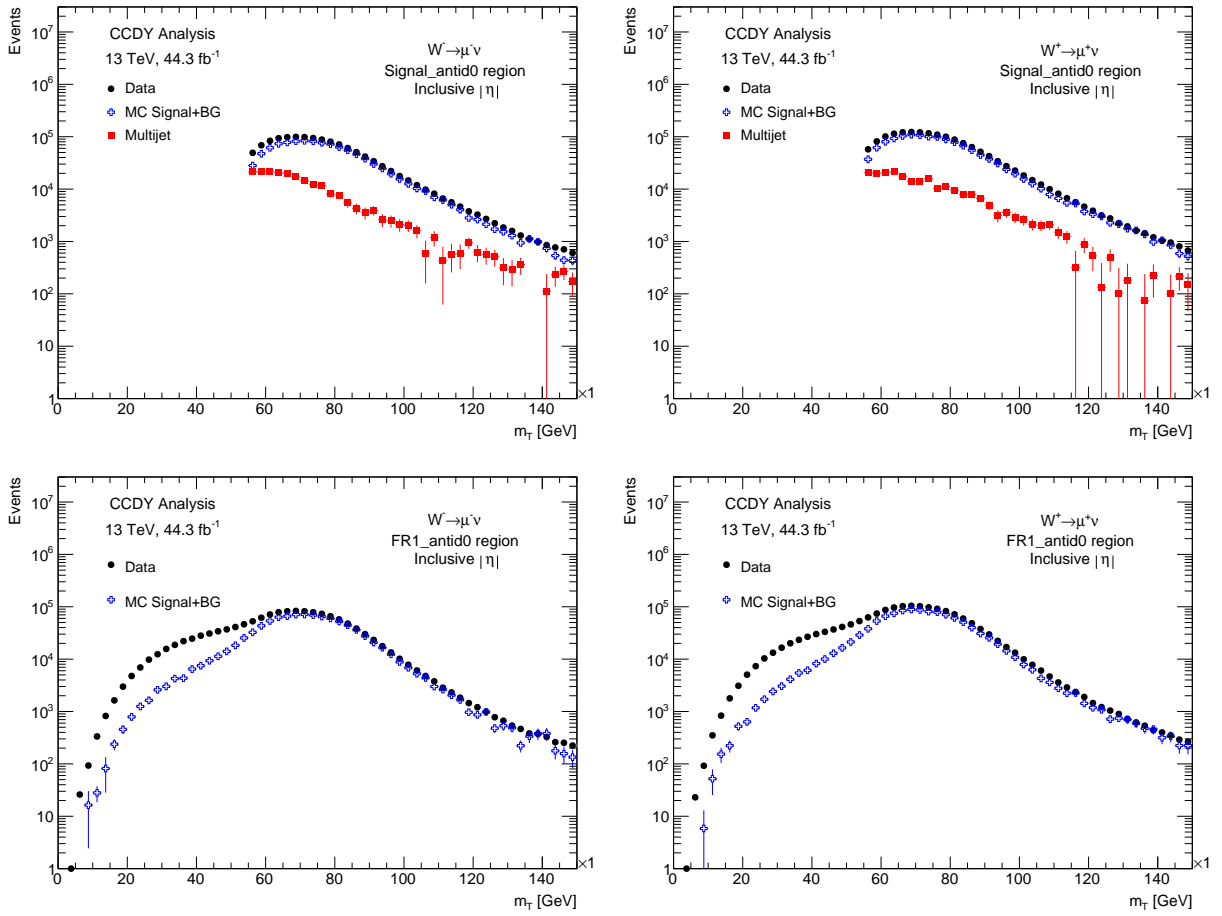 Events
10⁷
10⁶
10⁵
10⁴
10³
10²
10
1
CCDY Analysis
13 TeV, 44.3 fb⁻¹
Data
MC Signal+BG
Multijet
W⁻→μ⁻ν
Signal_antid0 region
Inclusive |η|
0 20 40 60 80 100 120 140
×1
m_T [GeV]
Events
10⁷
10⁶
10⁵
10⁴
10³
10²
10
1
CCDY Analysis
13 TeV, 44.3 fb⁻¹
Data
MC Signal+BG
Multijet
W⁺→μ⁺ν
Signal_antid0 region
Inclusive |η|
0 20 40 60 80 100 120 140
×1
m_T [GeV]
Events
10⁷
10⁶
10⁵
10⁴
10³
10²
10
1
CCDY Analysis
13 TeV, 44.3 fb⁻¹
Data
MC Signal+BG
W⁻→μ⁻ν
FR1_antid0 region
Inclusive |η|
0 20 40 60 80 100 120 140
×1
m_T [GeV]
Events
10⁷
10⁶
10⁵
10⁴
10³
10²
10
1
CCDY Analysis
13 TeV, 44.3 fb⁻¹
Data
MC Signal+BG
W⁺→μ⁺ν
FR1_antid0 region
Inclusive |η|
0 20 40 60 80 100 120 140
×1
m_T [GeV]